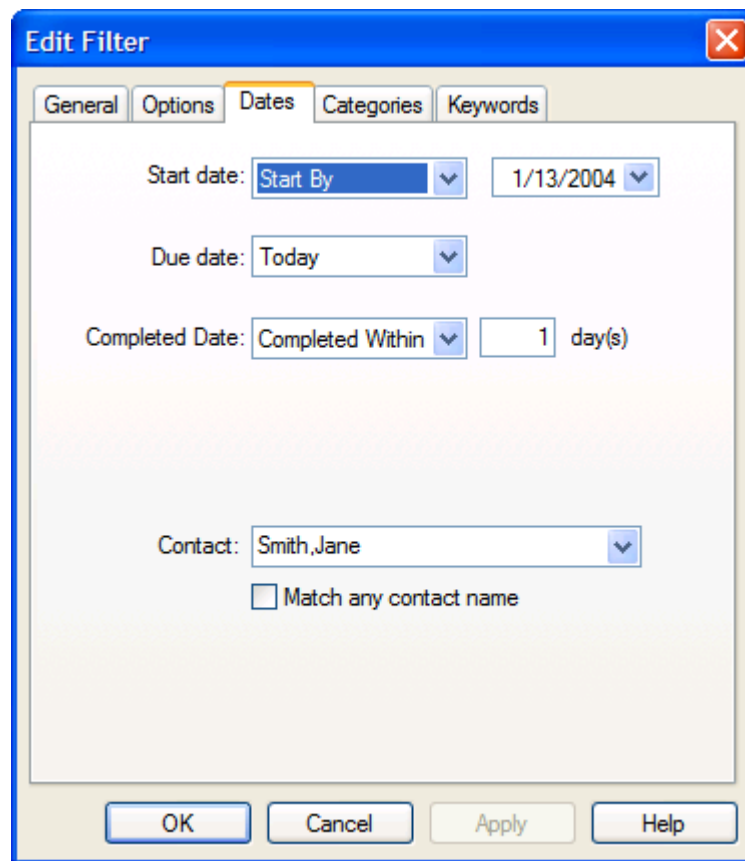 Edit Filter
General Options Dates Categories Keywords
Start date: Start By 1/13/2004
Due date: Today
Completed Date: Completed Within 1 day(s)
Contact: Smith,Jane
Match any contact name
OK Cancel Apply Help